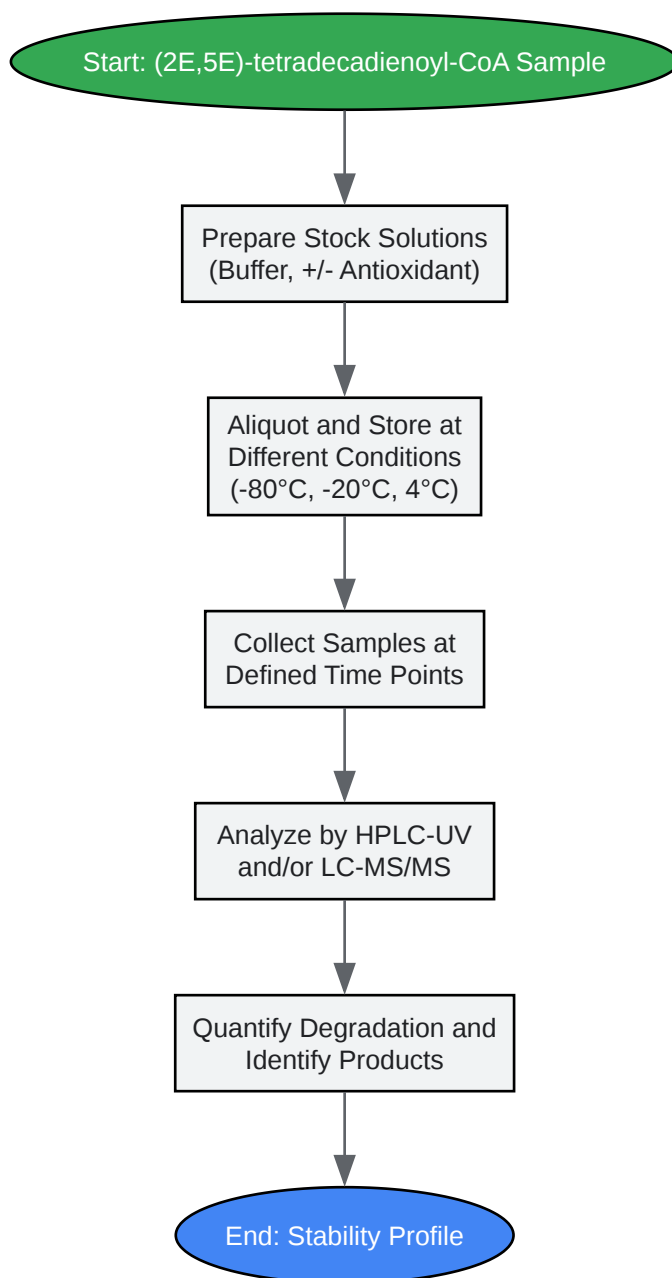 Start: (2E,5E)-tetradecadienoyl-CoA Sample
Prepare Stock Solutions
(Buffer, +/- Antioxidant)
Aliquot and Store at
Different Conditions
(-80°C, -20°C, 4°C)
Collect Samples at
Defined Time Points
Analyze by HPLC-UV
and/or LC-MS/MS
Quantify Degradation and
Identify Products
End: Stability Profile